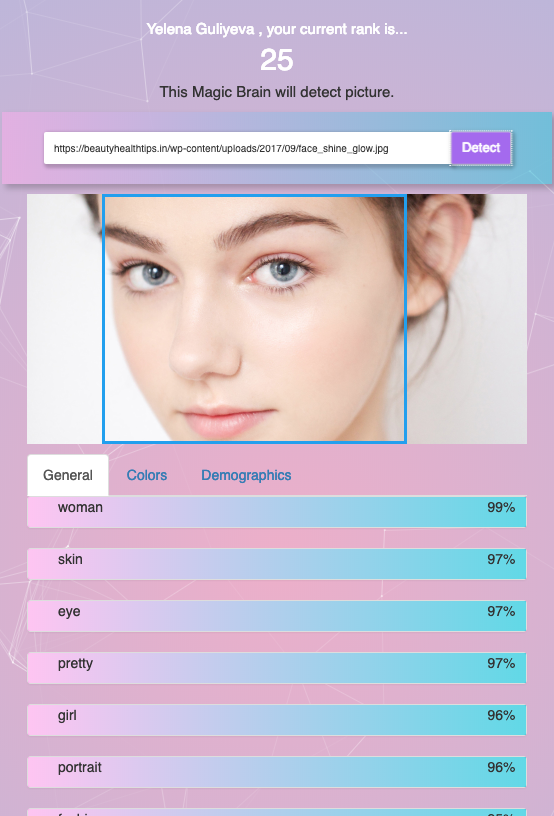 Yelena Guliyeva , your current rank is...
25
This Magic Brain will detect picture.
https://beautyhealthtips.in/wp-content/uploads/2017/09/face_shine_glow.jpg Detect
General Colors Demographics
woman 99%
skin 97%
eye 97%
pretty 97%
girl 96%
portrait 96%